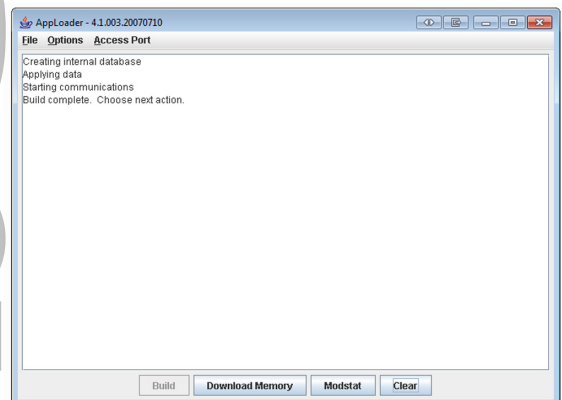 AppLoader - 4.1.003.20070710
File Options Access Port
Creating internal database
Applying data
Starting communications
Build complete. Choose next action.
Build Download Memory Modstat Clear